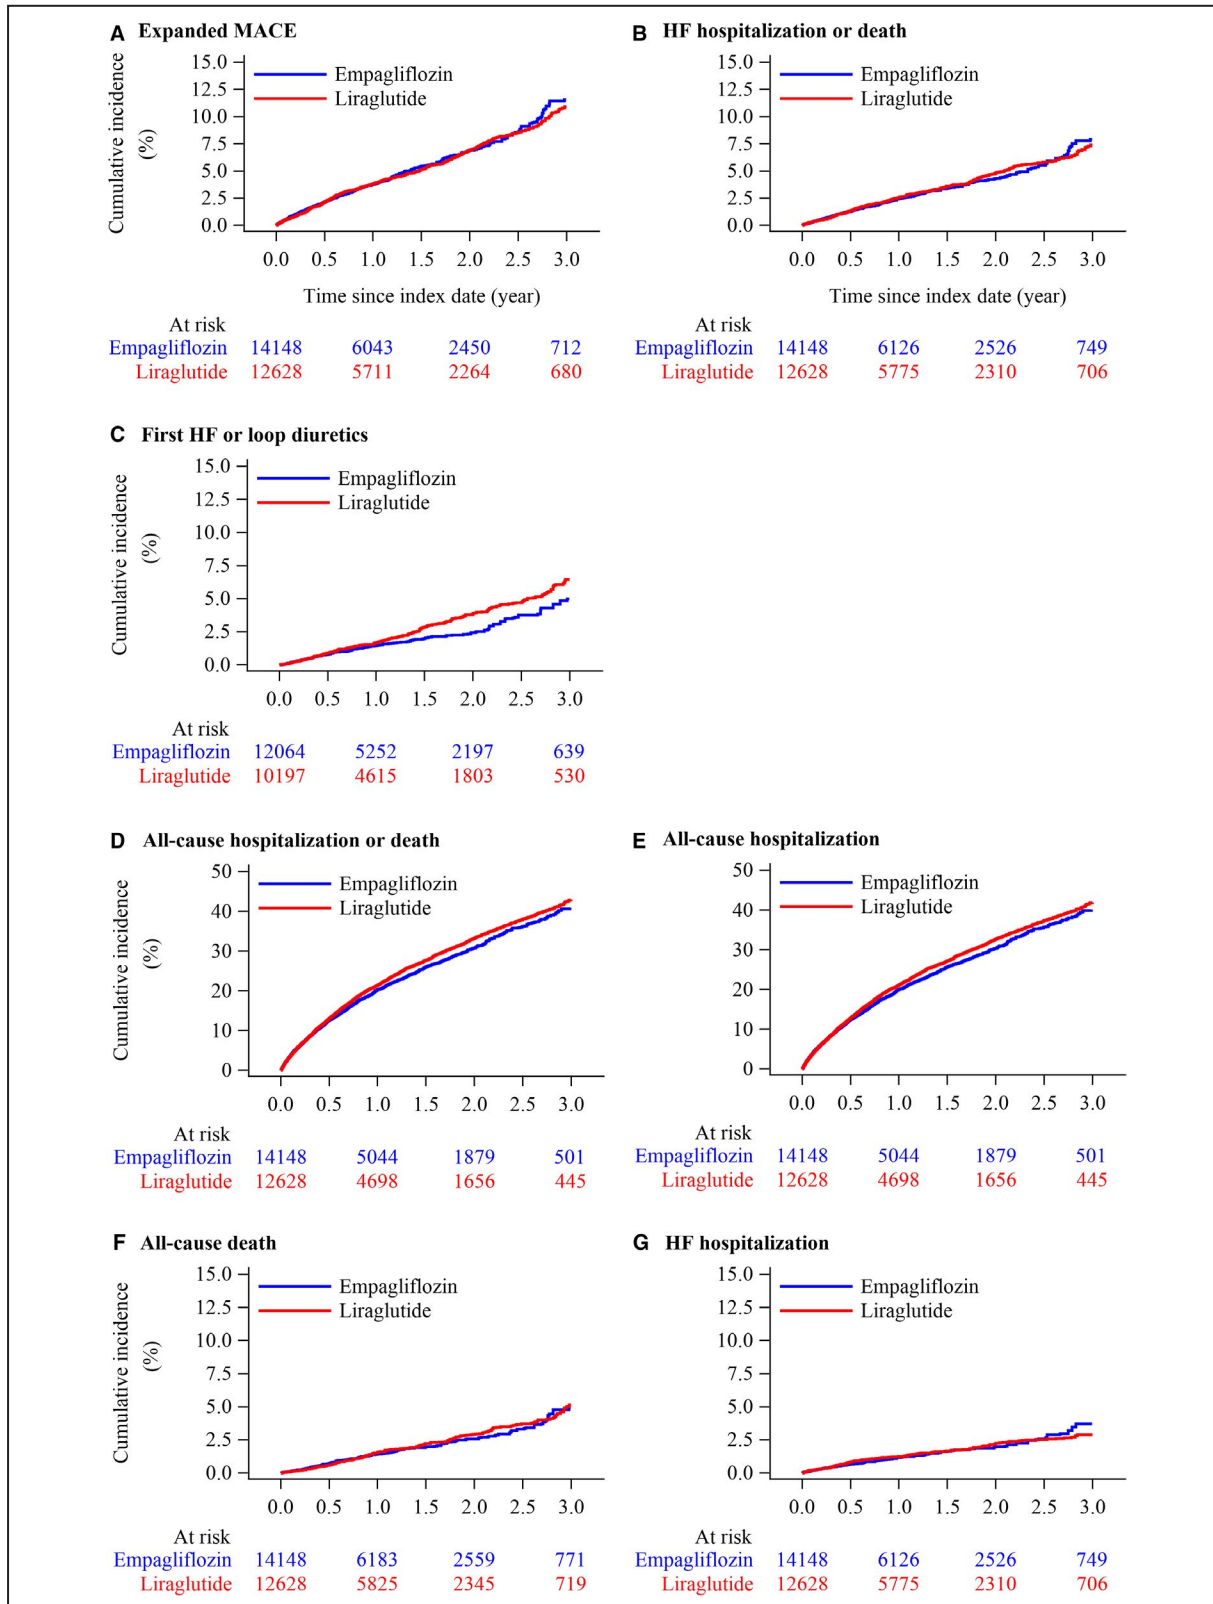 A Expanded MACE
15.0
12.5
10.0
7.5
5.0
2.5
0.0
Cumulative incidence
(%)
Empagliflozin
Liraglutide
0.0 0.5 1.0 1.5 2.0 2.5 3.0
Time since index date (year)
At risk
Empagliflozin 14148 6043 2450 712
Liraglutide 12628 5711 2264 680
B HF hospitalization or death
15.0
12.5
10.0
7.5
5.0
2.5
0.0
Empagliflozin
Liraglutide
0.0 0.5 1.0 1.5 2.0 2.5 3.0
Time since index date (year)
At risk
Empagliflozin 14148 6126 2526 749
Liraglutide 12628 5775 2310 706
C First HF or loop diuretics
15.0
12.5
10.0
7.5
5.0
2.5
0.0
Cumulative incidence
(%)
Empagliflozin
Liraglutide
0.0 0.5 1.0 1.5 2.0 2.5 3.0
At risk
Empagliflozin 12064 5252 2197 639
Liraglutide 10197 4615 1803 530
D All-cause hospitalization or death
50
40
30
20
10
0
Cumulative incidence
(%)
Empagliflozin
Liraglutide
0.0 0.5 1.0 1.5 2.0 2.5 3.0
At risk
Empagliflozin 14148 5044 1879 501
Liraglutide 12628 4698 1656 445
E All-cause hospitalization
50
40
30
20
10
0
Empagliflozin
Liraglutide
0.0 0.5 1.0 1.5 2.0 2.5 3.0
At risk
Empagliflozin 14148 5044 1879 501
Liraglutide 12628 4698 1656 445
F All-cause death
15.0
12.5
10.0
7.5
5.0
2.5
0.0
Cumulative incidence
(%)
Empagliflozin
Liraglutide
0.0 0.5 1.0 1.5 2.0 2.5 3.0
At risk
Empagliflozin 14148 6183 2559 771
Liraglutide 12628 5825 2345 719
G HF hospitalization
15.0
12.5
10.0
7.5
5.0
2.5
0.0
Empagliflozin
Liraglutide
0.0 0.5 1.0 1.5 2.0 2.5 3.0
At risk
Empagliflozin 14148 6126 2526 749
Liraglutide 12628 5775 2310 706